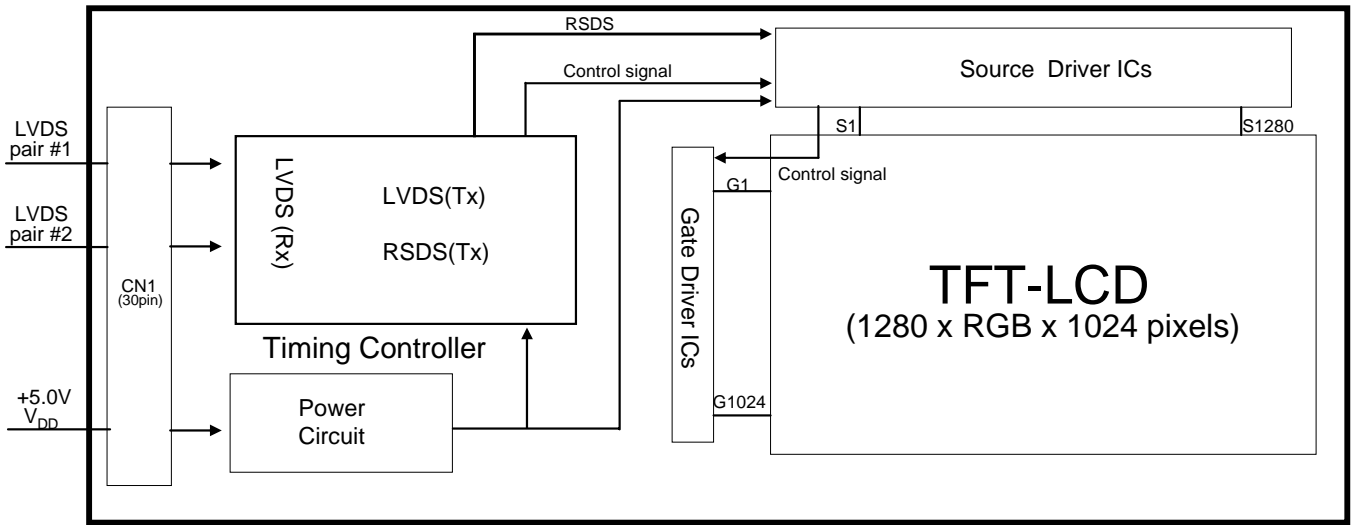 RSDS
Source Driver ICs
Control signal
LVDS
pair #1
S1
S1280
LVDS (Rx)
LVDS(Tx)
Control signal
G1
LVDS
pair #2
RSDS(Tx)
Gate Driver ICs
CN1
(30pin)
TFT-LCD
(1280 x RGB x 1024 pixels)
Timing Controller
+5.0V
VDD
Power
Circuit
G1024